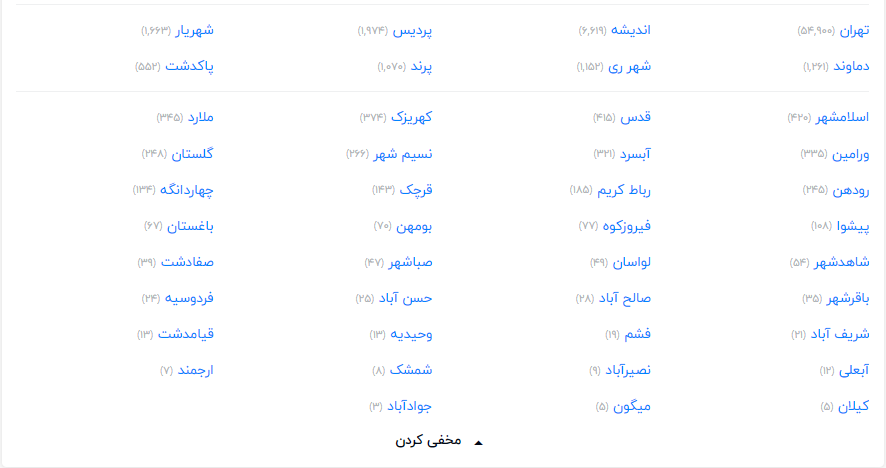 تهران (۵۴,۹۰۰) اندیشه (۶,۶۱۹) پردیس (۱,۹۷۴) شهریار (۱,۶۶۳)
دماوند (۱,۲۶۱) شهر ری (۱,۱۵۲) پرند (۱,۰۷۰) پاکدشت (۵۵۲)
اسلامشهر (۴۲۰) قدس (۴۱۵) کهریزک (۳۷۴) ملارد (۳۴۵)
ورامین (۳۳۵) آبسرد (۳۲۱) نسیم شهر (۲۶۶) گلستان (۲۴۸)
رودهن (۲۴۵) رباط کریم (۱۸۵) قرچک (۱۴۳) چهاردانگه (۱۳۴)
پیشوا (۱۰۸) فیروزکوه (۷۷) بومهن (۷۰) باغستان (۶۷)
شاهدشهر (۵۴) لواسان (۴۹) صباشهر (۴۷) صفادشت (۳۹)
باقرشهر (۳۵) صالح آباد (۲۸) حسن آباد (۲۵) فردوسیه (۲۴)
شریف آباد (۲۱) فشم (۱۹) وحیدیه (۱۳) قیامدشت (۱۳)
آبعلی (۱۲) نصیرآباد (۹) شمشک (۸) ارجمند (۷)
کیلان (۵) میگون (۵) جوادآباد (۳)
مخفی کردن